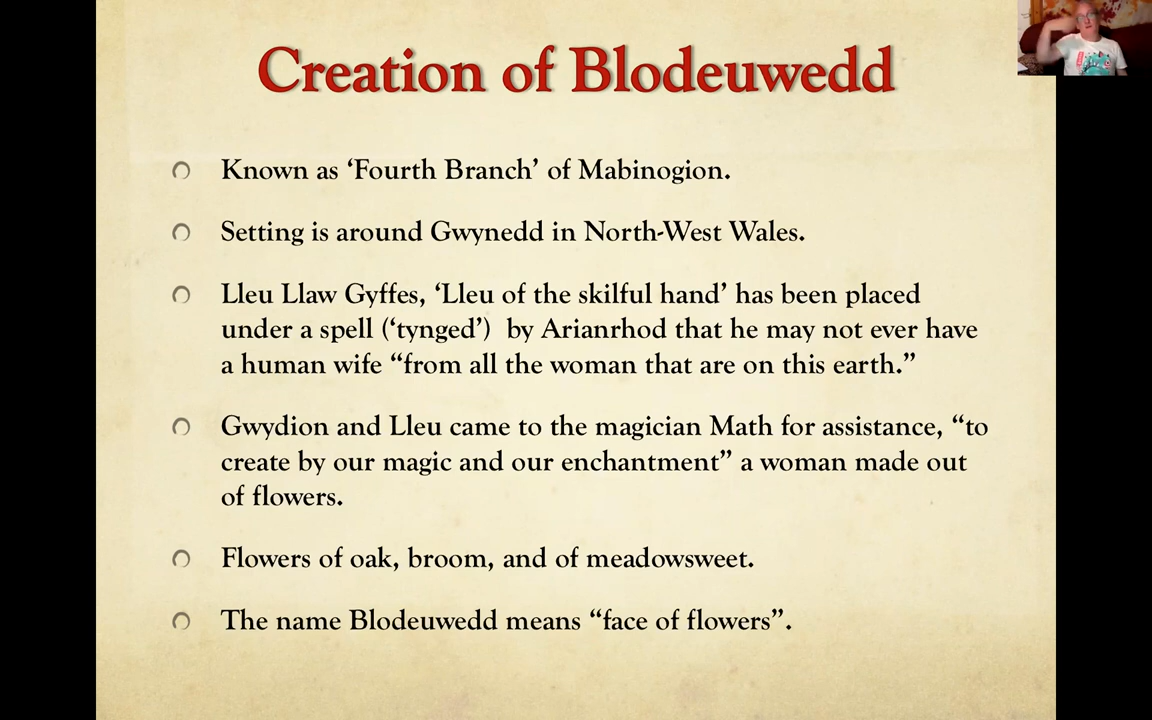 Creation of Blodeuwedd
Known as ‘Fourth Branch’ of Mabinogion.
Setting is around Gwynedd in North-West Wales.
Lleu Llaw Gyffes, ‘Lleu of the skilful hand’ has been placed
under a spell (‘tynged’) by Arianrhod that he may not ever have
a human wife “from all the woman that are on this earth.”
Gwydion and Lleu came to the magician Math for assistance, “to
create by our magic and our enchantment” a woman made out
of flowers.
Flowers of oak, broom, and of meadowsweet.
The name Blodeuwedd means “face of flowers”.